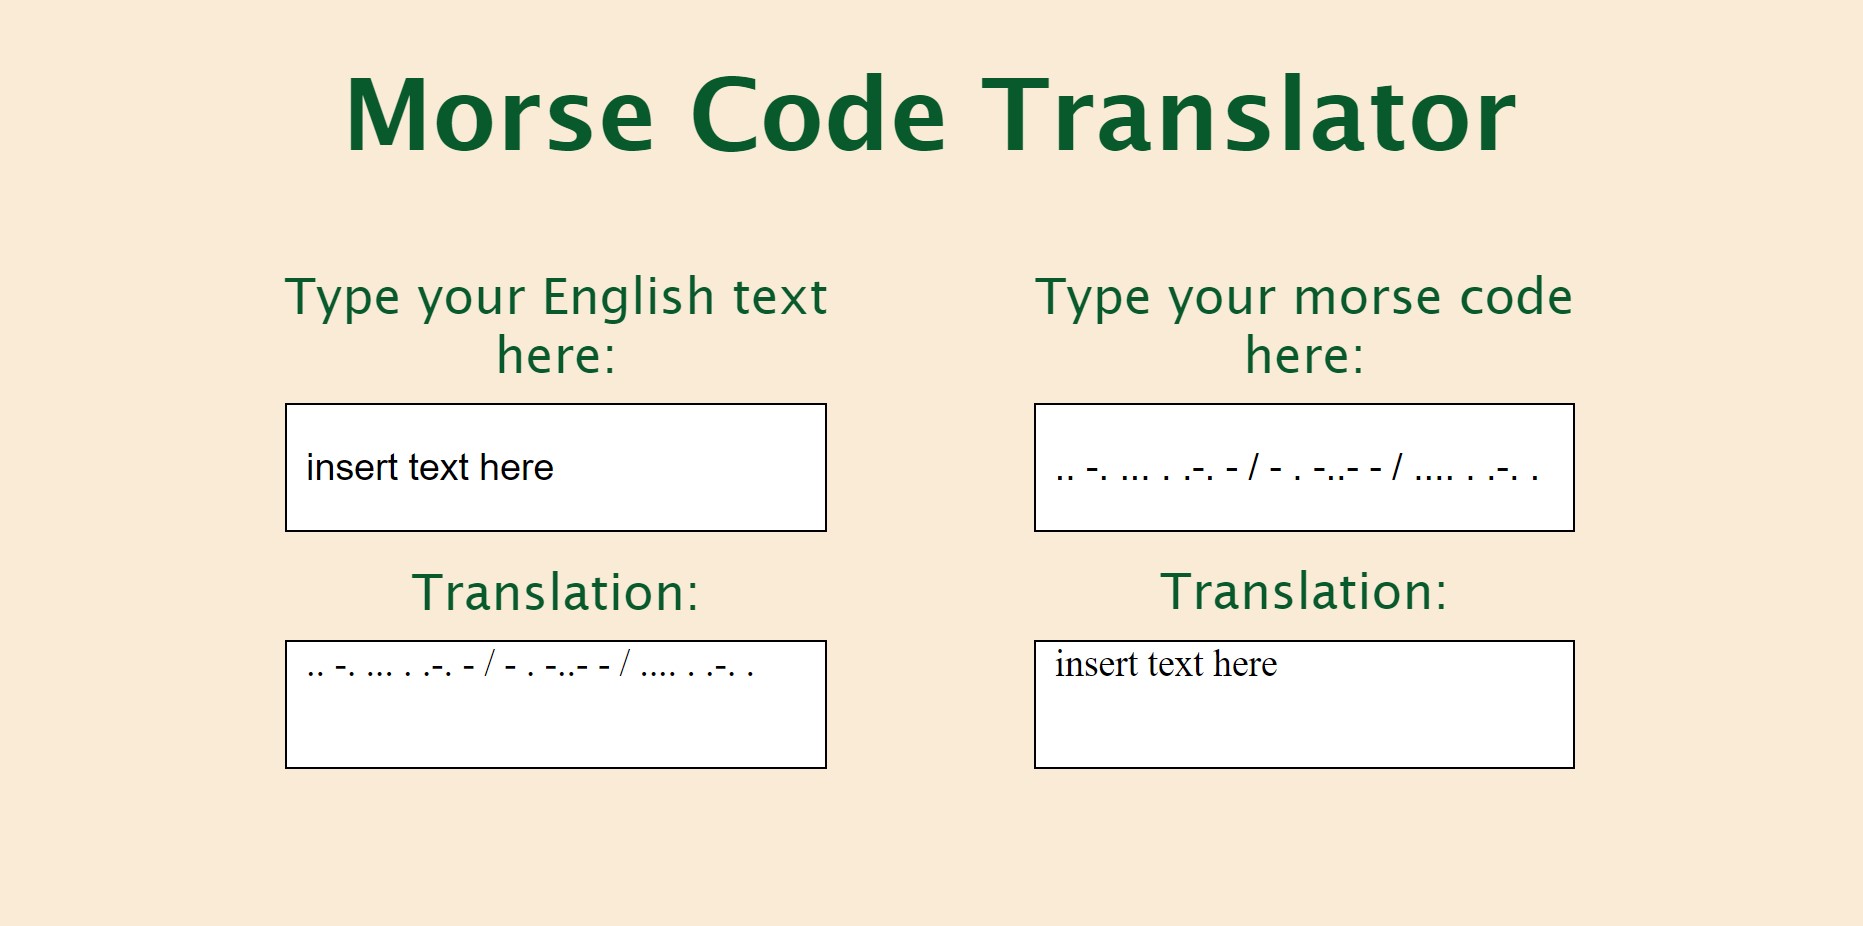 Morse Code Translator
Type your English text
here:
insert text here
Translation:
.. -. ... . .-. - / - . -..- - / .... . .-. .
Type your morse code
here:
.. -. ... . .-. - / - . -..- - / .... . .-. .
Translation:
insert text here